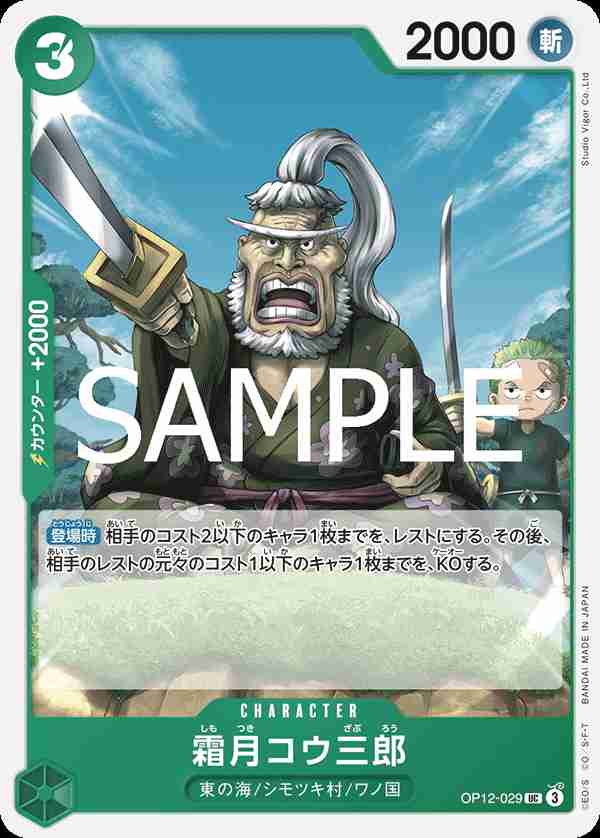 3
2000 斬
Studio Vigor Co.,Ltd
カウンター +2000
SAMPLE
登場時 相手のコスト2以下のキャラ1枚までを、レストにする。その後、
相手のレストの元々のコスト1以下のキャラ1枚までを、KOする。
CHARACTER
霜月コウ三郎
東の海/シモツキ村/ワノ国
OP12-029 UC 3
©E.O/S ©O/S・F・T BANDAI MADE IN JAPAN